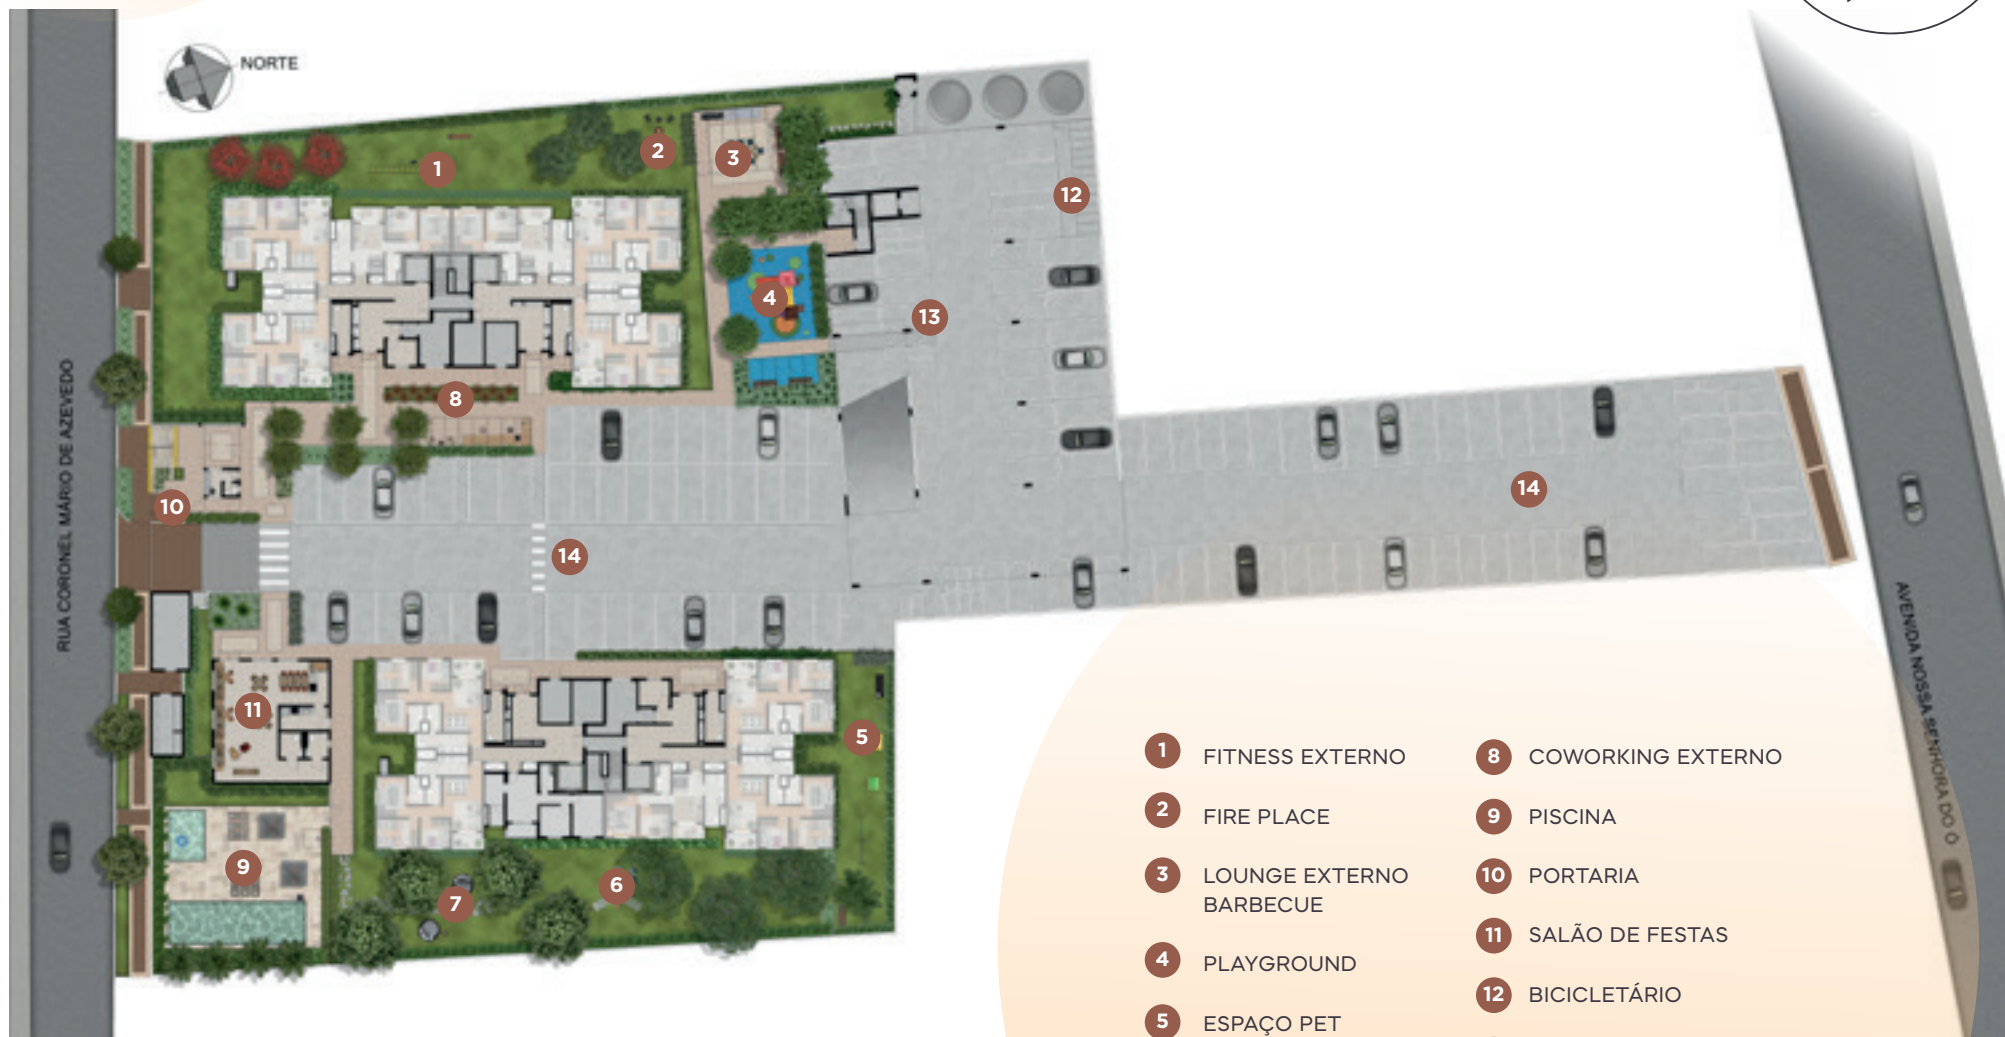 NORTE
1
2
3
12
4
13
8
14
10
14
11
5
9
7
6
RUA CORONEL MÁRIO DE AZEVEDO
AVENIDA NOSSA SENHORA DO Ó
1 FITNESS EXTERNO
2 FIRE PLACE
3 LOUNGE EXTERNO
BARBECUE
4 PLAYGROUND
5 ESPAÇO PET
8 COWORKING EXTERNO
9 PISCINA
10 PORTARIA
11 SALÃO DE FESTAS
12 BICICLETÁRIO